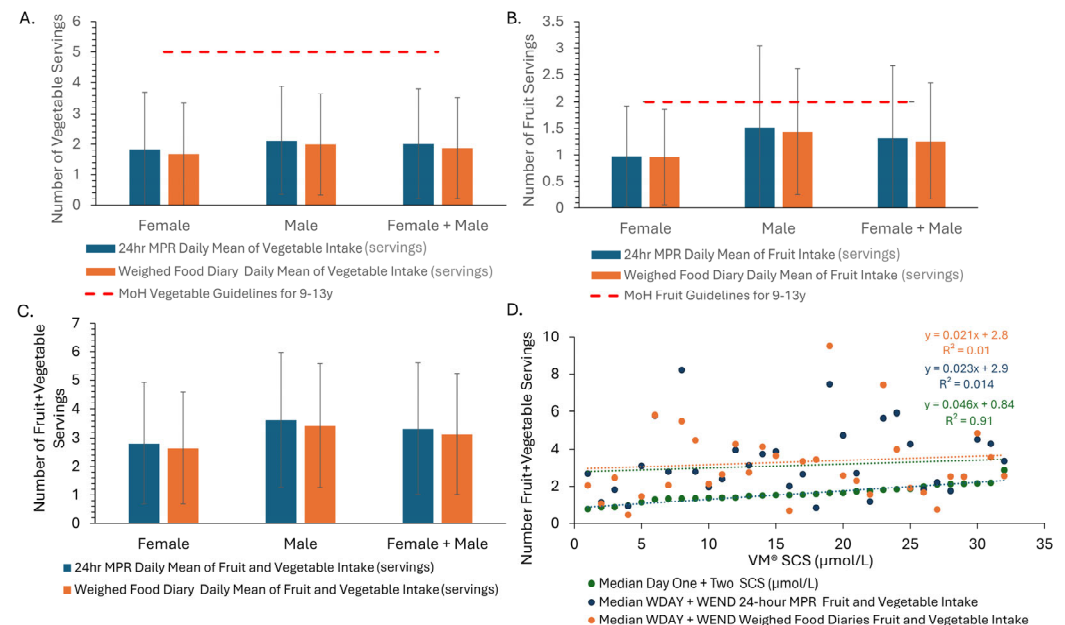 A.
Number of Vegetable Servings
6
5
4
3
2
1
0
Female
Male
Female + Male
24hr MPR Daily Mean of Vegetable Intake (servings)
Weighed Food Diary Daily Mean of Vegetable Intake (servings)
MoH Vegetable Guidelines for 9-13y
B.
Number of Fruit Servings
3.5
3
2.5
2
1.5
1
0.5
0
Female
Male
Female + Male
24hr MPR Daily Mean of Fruit Intake (servings)
Weighed Food Diary Daily Mean of Fruit Intake (servings)
MoH Fruit Guidelines for 9-13y
C.
Number of Fruit+Vegetable
Servings
7
6
5
4
3
2
1
0
Female
Male
Female + Male
24hr MPR Daily Mean of Fruit and Vegetable Intake (servings)
Weighed Food Diary Daily Mean of Fruit and Vegetable Intake (servings)
D.
Number Fruit+Vegetable Servings
10
8
6
4
2
0
y = 0.021x + 2.8
R² = 0.01
y = 0.023x + 2.9
R² = 0.014
y = 0.046x + 0.84
R² = 0.91
0 5 10 15 20 25 30 35
VM® SCS (µmol/L)
Median Day One + Two SCS (µmol/L)
Median WDAY + WEND 24-hour MPR Fruit and Vegetable Intake
Median WDAY + WEND Weighed Food Diaries Fruit and Vegetable Intake